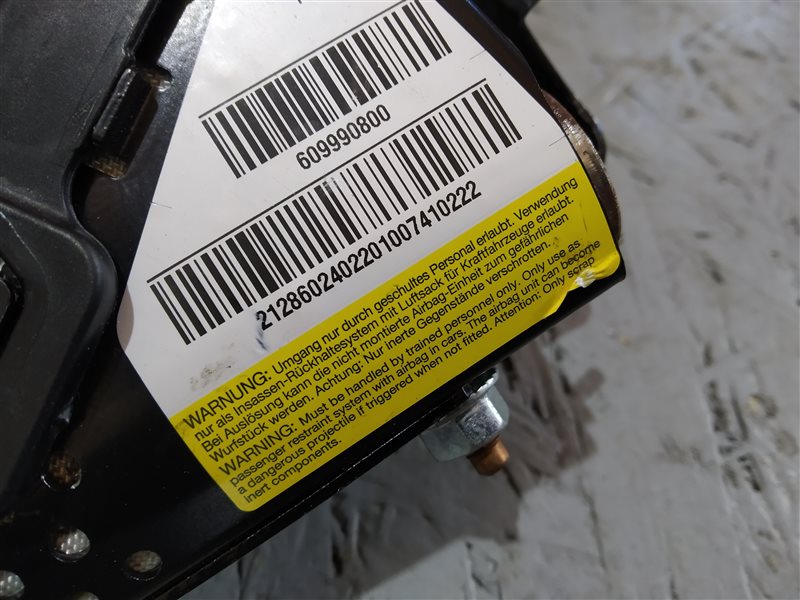 609990800
21286024022010074102​22
WARNUNG: Umgang nur durch geschultes Personal erlaubt. Verwendung
nur als Insassen-Rückhaltesystem mit Luftsack für Kraftfahrzeuge erlaubt.
Bei Auslösung kann die nicht montierte Airbag-Einheit zum gefährlichen
Wurfstück werden. Achtung: Nur inerte Gegenstände verschrotten.
WARNING: Must be handled by trained personnel only. Only use as
passenger restraint system with airbag in cars. The airbag unit can become
a dangerous projectile if triggered when not fitted. Attention: Only scrap
inert components.